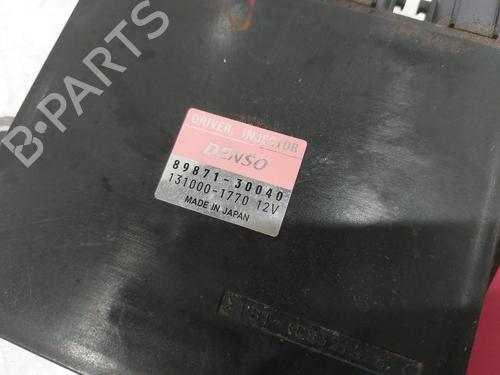 DRIVER, INJECTOR
DENSO
89871-30040
131000-1770 12V
MADE IN JAPAN
B-PARTS